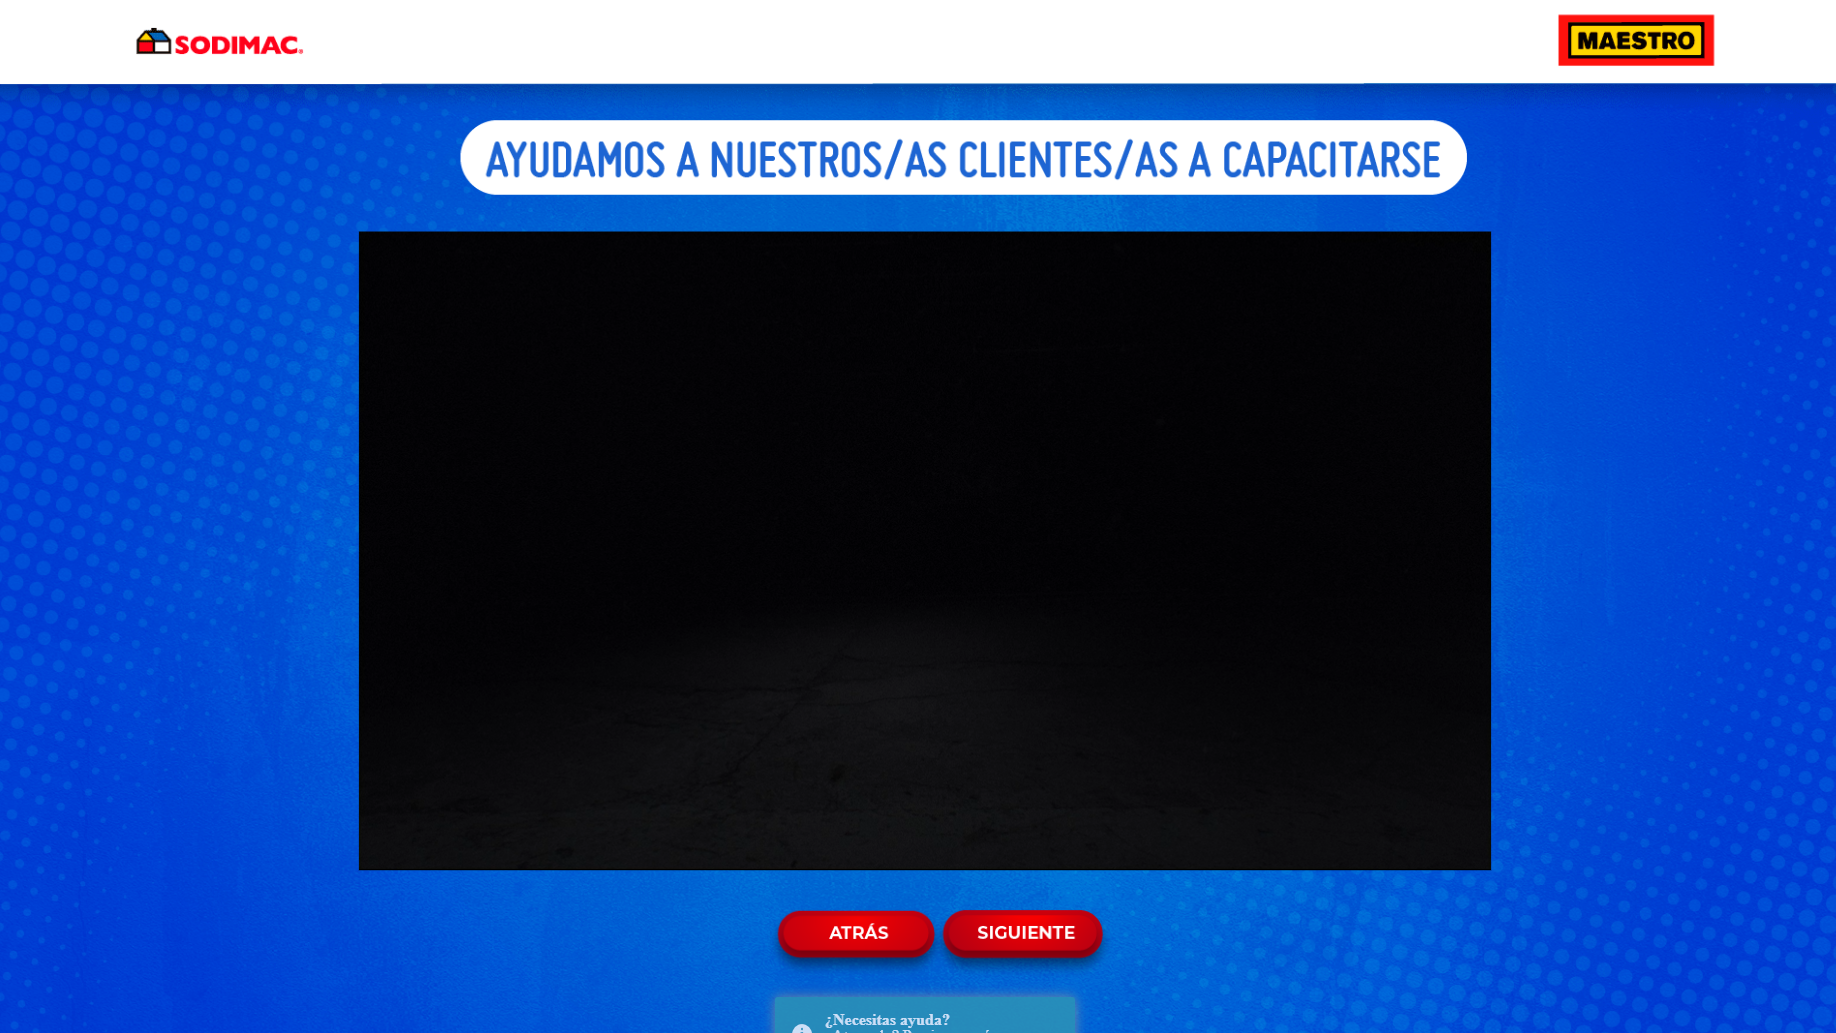 SODIMAC
MAESTRO
AYUDAMOS A NUESTROS/AS CLIENTES/AS A CAPACITARSE
ATRÁS
SIGUIENTE
¿Necesitas ayuda?